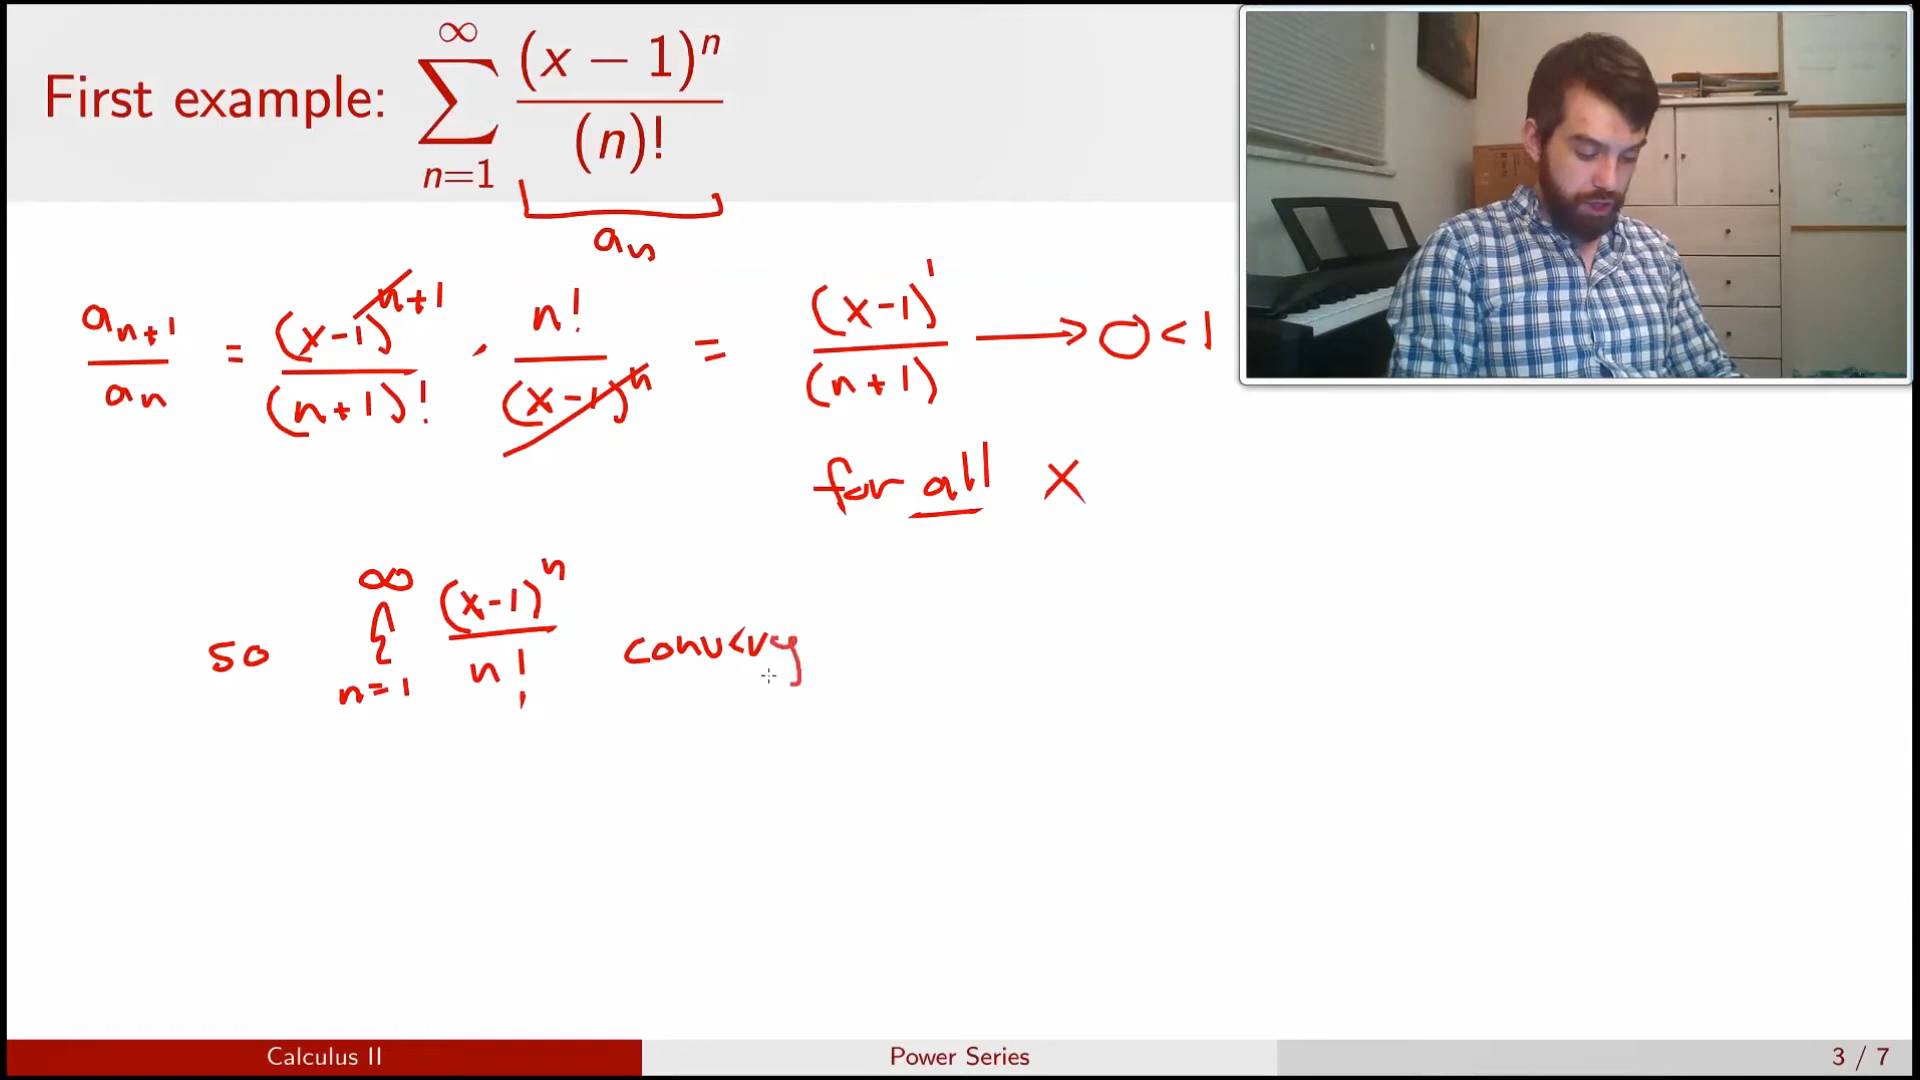 First example: ∑_{n=1}^{∞} (x − 1)^n / (n)!
a_n
a_{n+1} / a_n = (x-1)^{n+1} / (n+1)! · n! / (x-1)^n = (x-1)^1 / (n+1) → 0 < 1
for all x
so ∑_{n=1}^{∞} (x-1)^n / n! converg
Calculus II
Power Series
3 / 7